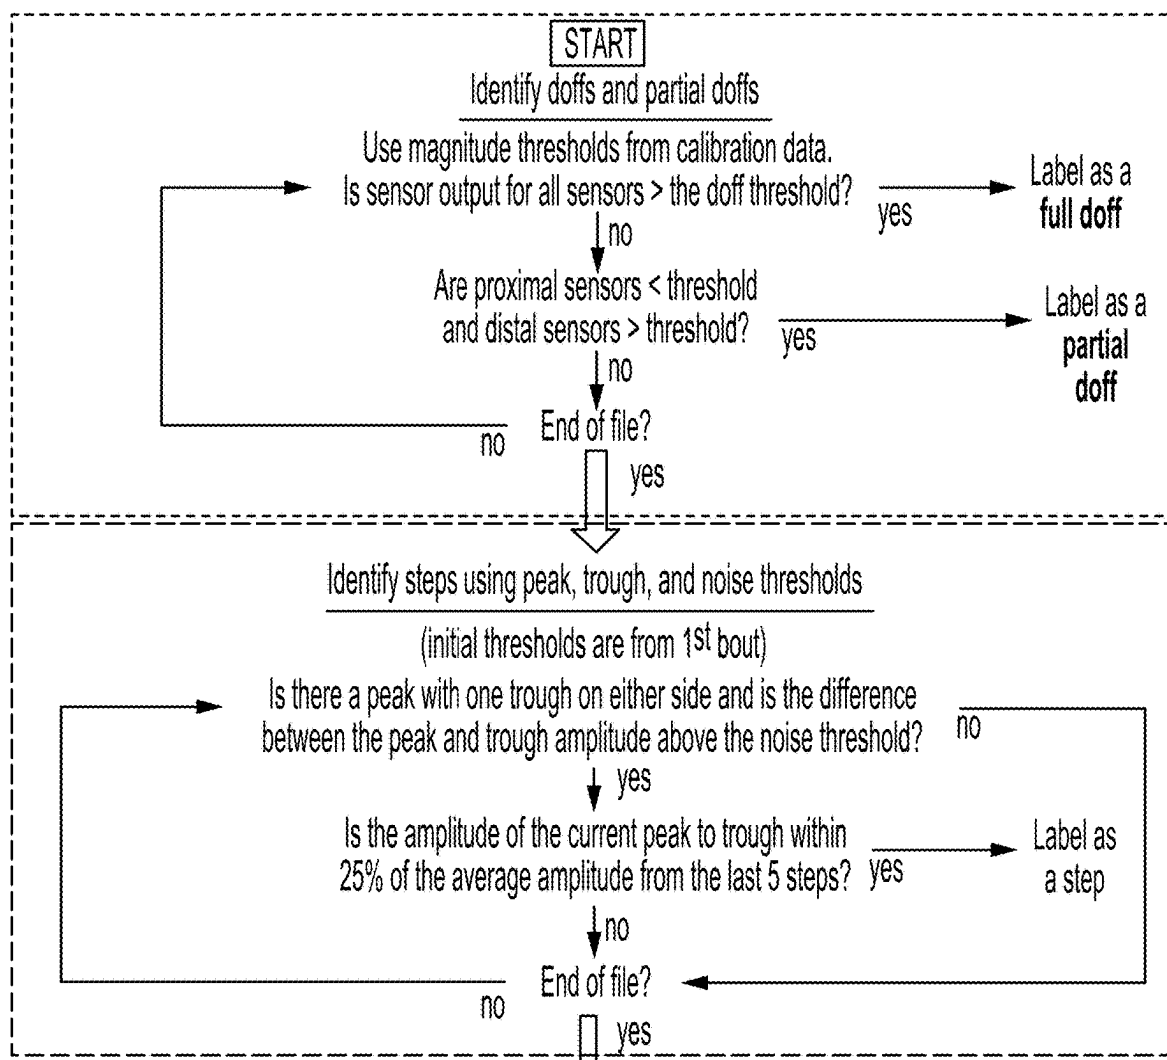 START
Identify doffs and partial doffs
Use magnitude thresholds from calibration data.
Is sensor output for all sensors > the doff threshold?
yes
Label as a
full doff
no
Are proximal sensors < threshold
and distal sensors > threshold?
yes
Label as a
partial
doff
no
End of file?
no
yes
Identify steps using peak, trough, and noise thresholds
(initial thresholds are from 1st bout)
Is there a peak with one trough on either side and is the difference
between the peak and trough amplitude above the noise threshold?
no
yes
Is the amplitude of the current peak to trough within
25% of the average amplitude from the last 5 steps?
yes
Label as
a step
no
End of file?
no
yes